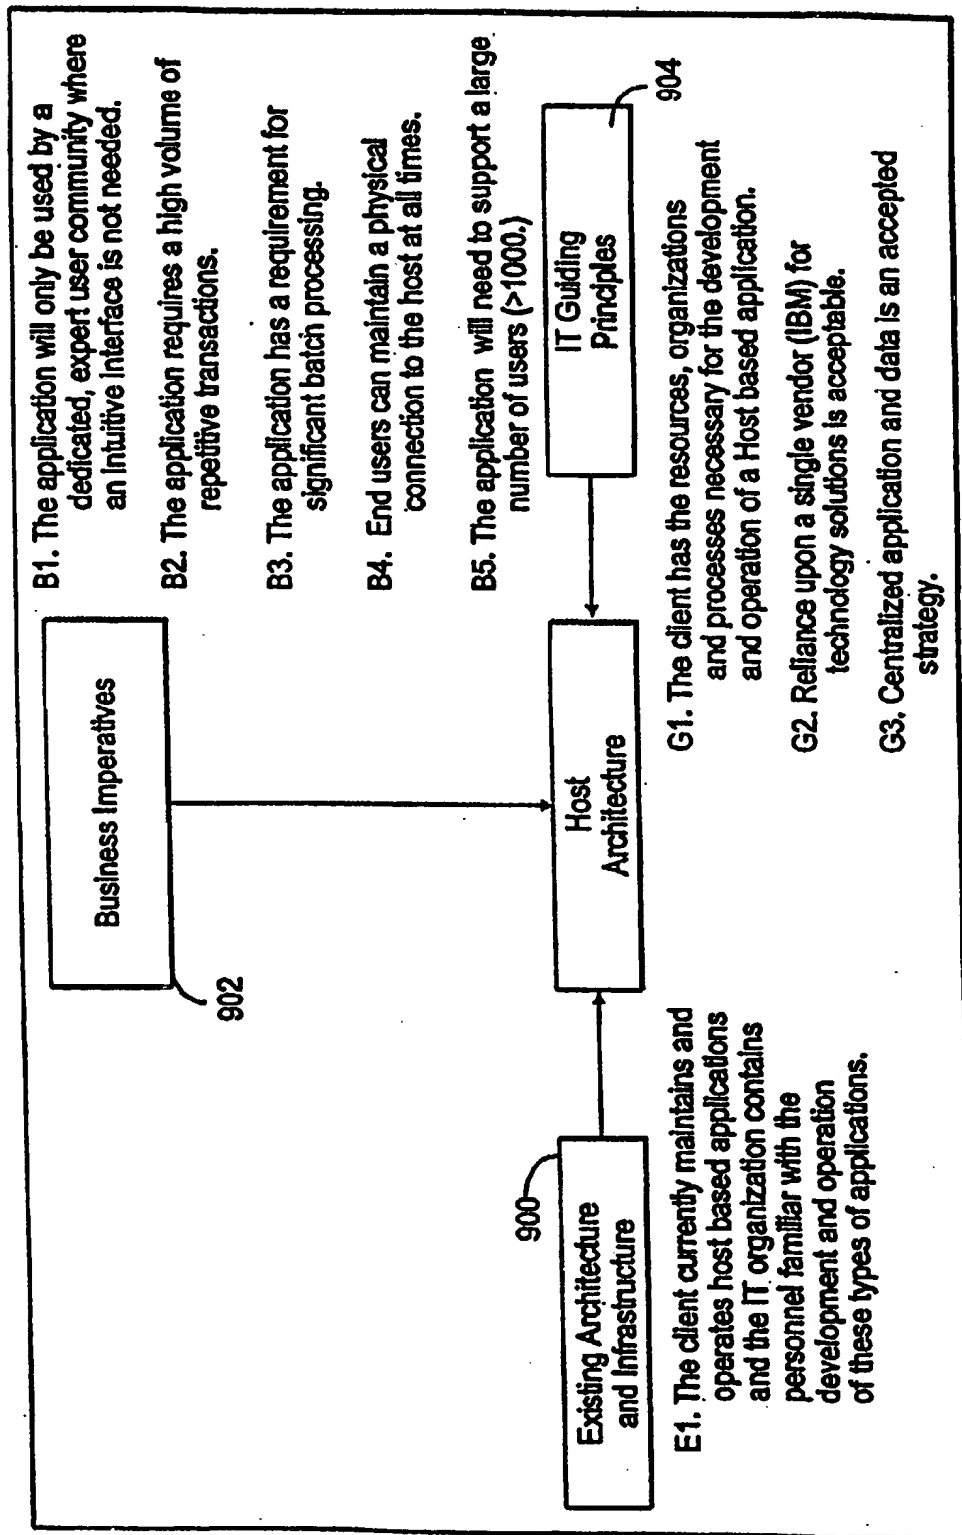 Business Imperatives
902
B1. The application will only be used by a
dedicated, expert user community where
an Intuitive interface is not needed.
B2. The application requires a high volume of
repetitive transactions.
B3. The application has a requirement for
significant batch processing.
B4. End users can maintain a physical
connection to the host at all times.
B5. The application will need to support a large
number of users (>1000.)
900
Existing Architecture
and Infrastructure
Host
Architecture
IT Guiding
Principles
904
E1. The client currently maintains and
operates host based applications
and the IT organization contains
personnel familiar with the
development and operation
of these types of applications.
G1. The client has the resources, organizations
and processes necessary for the development
and operation of a Host based application.
G2. Reliance upon a single vendor (IBM) for
technology solutions is acceptable.
G3. Centralized application and data is an accepted
strategy.